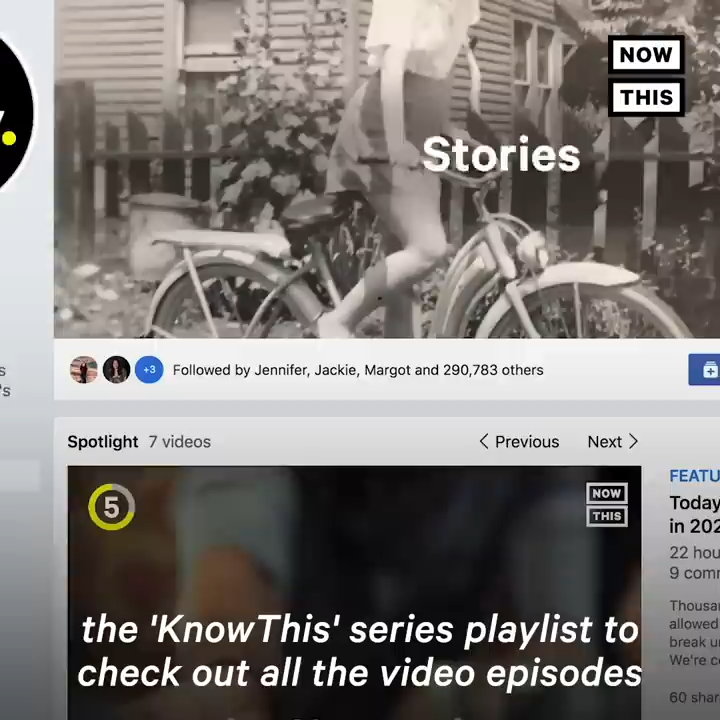 NOW
THIS
Stories
s
's
+3
Followed by Jennifer, Jackie, Margot and 290,783 others
Spotlight 7 videos
Previous
Next
5
NOW
THIS
the 'KnowThis' series playlist to
check out all the video episodes
FEATU
Today
in 202
22 hou
9 comm
Thousan
allowed
break u
We're c
60 shar